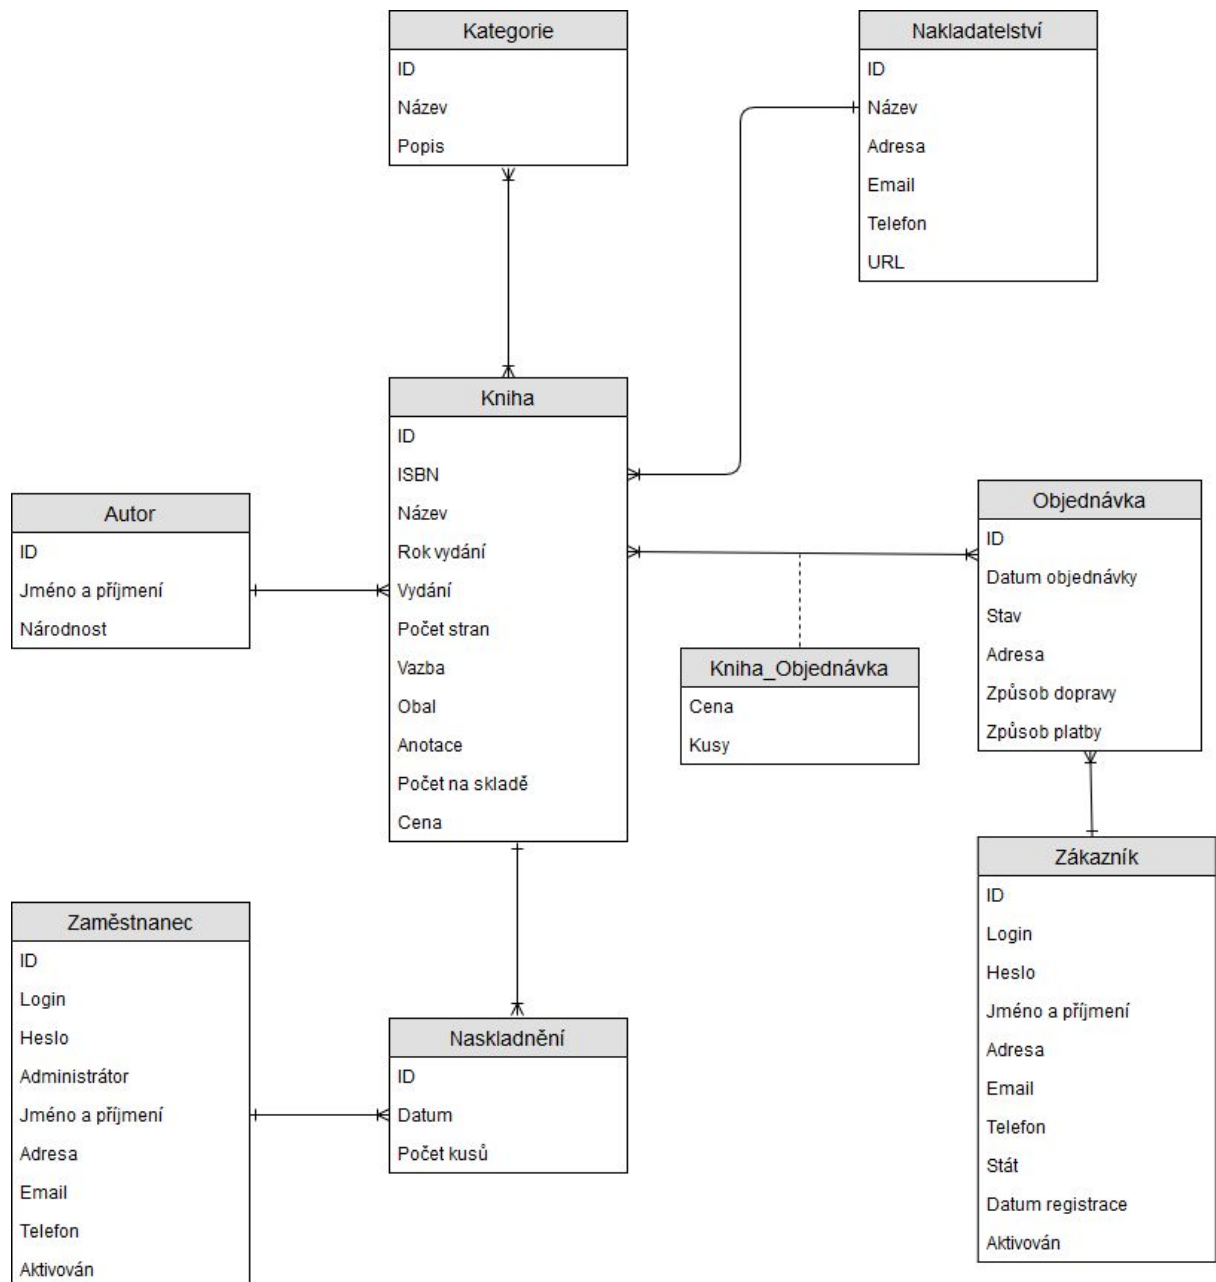 Kategorie
ID
Název
Popis
Nakladatelství
ID
Název
Adresa
Email
Telefon
URL
Kniha
ID
ISBN
Název
Rok vydání
Vydání
Počet stran
Vazba
Obal
Anotace
Počet na skladě
Cena
Autor
ID
Jméno a příjmení
Národnost
Objednávka
ID
Datum objednávky
Stav
Adresa
Způsob dopravy
Způsob platby
Kniha_Objednávka
Cena
Kusy
Zákazník
ID
Login
Heslo
Jméno a příjmení
Adresa
Email
Telefon
Stát
Datum registrace
Aktivován
Zaměstnanec
ID
Login
Heslo
Administrátor
Jméno a příjmení
Adresa
Email
Telefon
Aktivován
Naskladnění
ID
Datum
Počet kusů